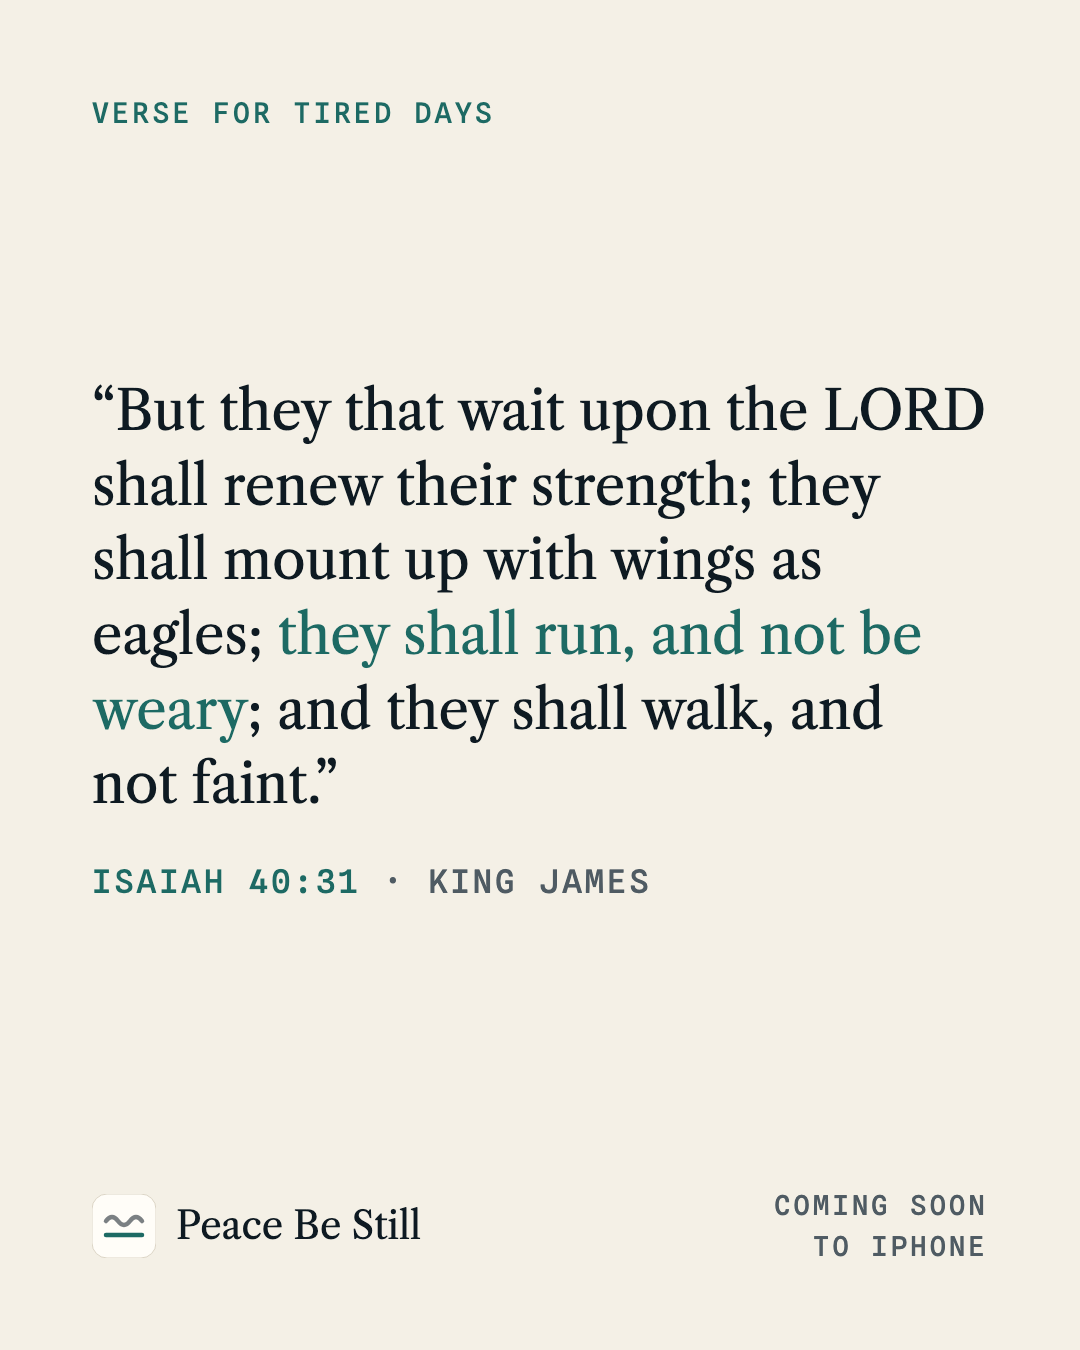 VERSE FOR TIRED DAYS
“But they that wait upon the LORD
shall renew their strength; they
shall mount up with wings as
eagles; they shall run, and not be
weary; and they shall walk, and
not faint.”
ISAIAH 40:31 · KING JAMES
Peace Be Still
COMING SOON
TO IPHONE